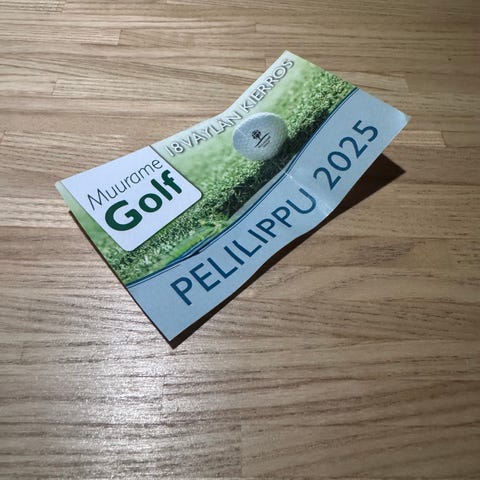 18 VÄYLÄN KIERROS
Muurame
Golf
PELILIPPU 2025